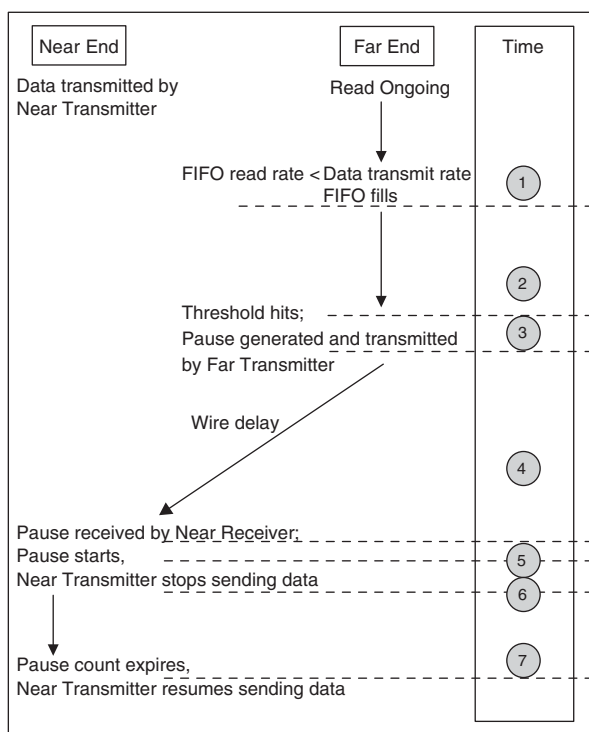 Near End
Far End
Time
Data transmitted by
Near Transmitter
Read Ongoing
FIFO read rate < Data transmit rate
FIFO fills
1
2
Threshold hits;
Pause generated and transmitted
by Far Transmitter
3
Wire delay
4
Pause received by Near Receiver;
Pause starts,
Near Transmitter stops sending data
5
6
Pause count expires,
Near Transmitter resumes sending data
7